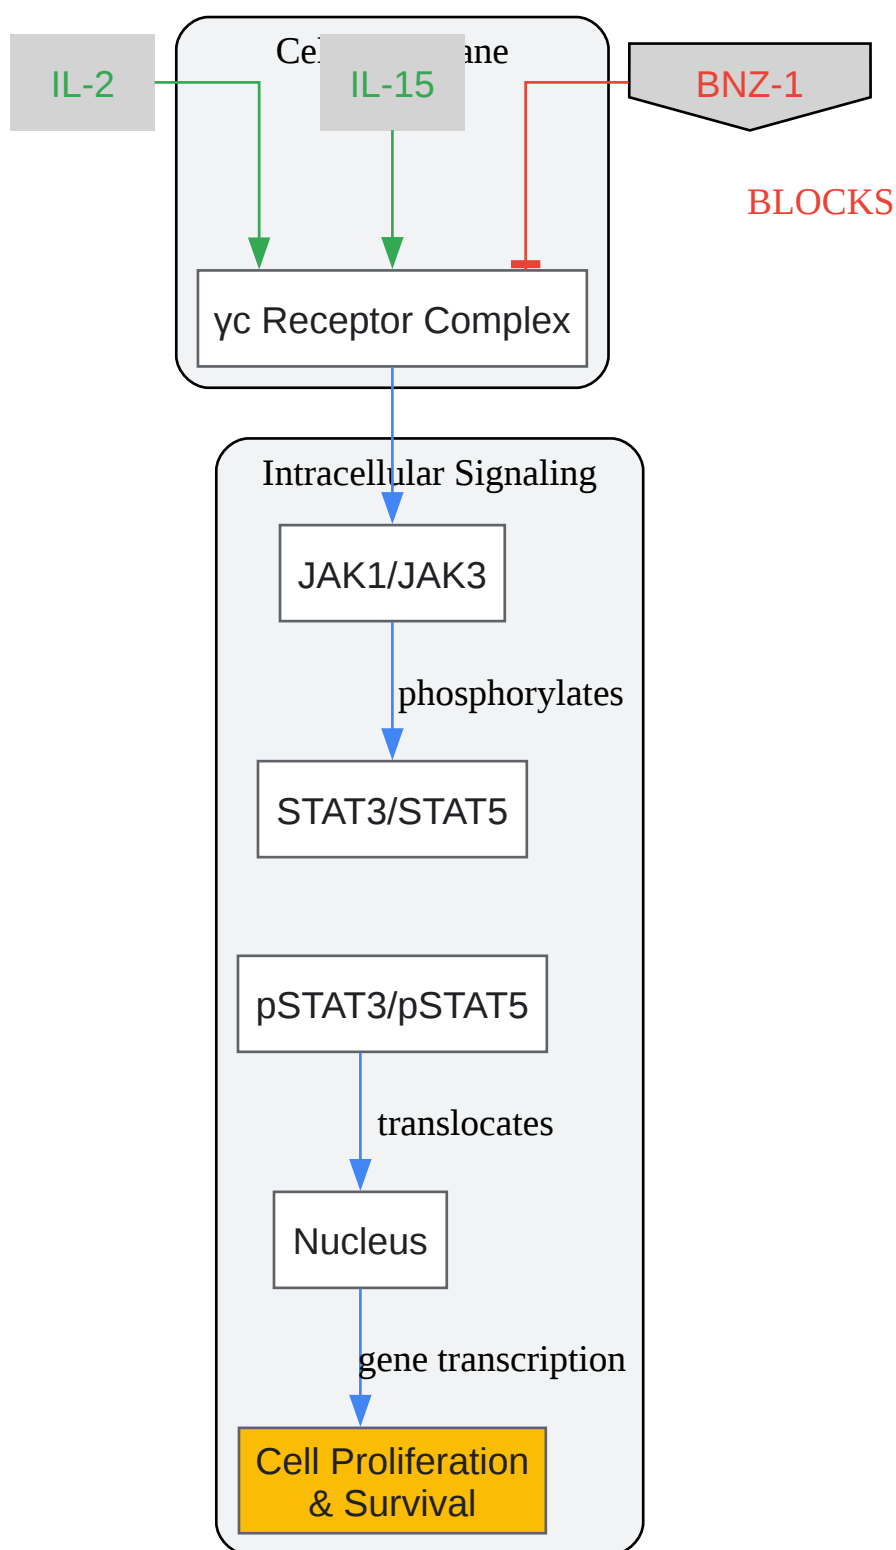 IL-2
IL-15
BNZ-1
BLOCKS
γc Receptor Complex
Intracellular Signaling
JAK1/JAK3
phosphorylates
STAT3/STAT5
pSTAT3/pSTAT5
translocates
Nucleus
gene transcription
Cell Proliferation
& Survival